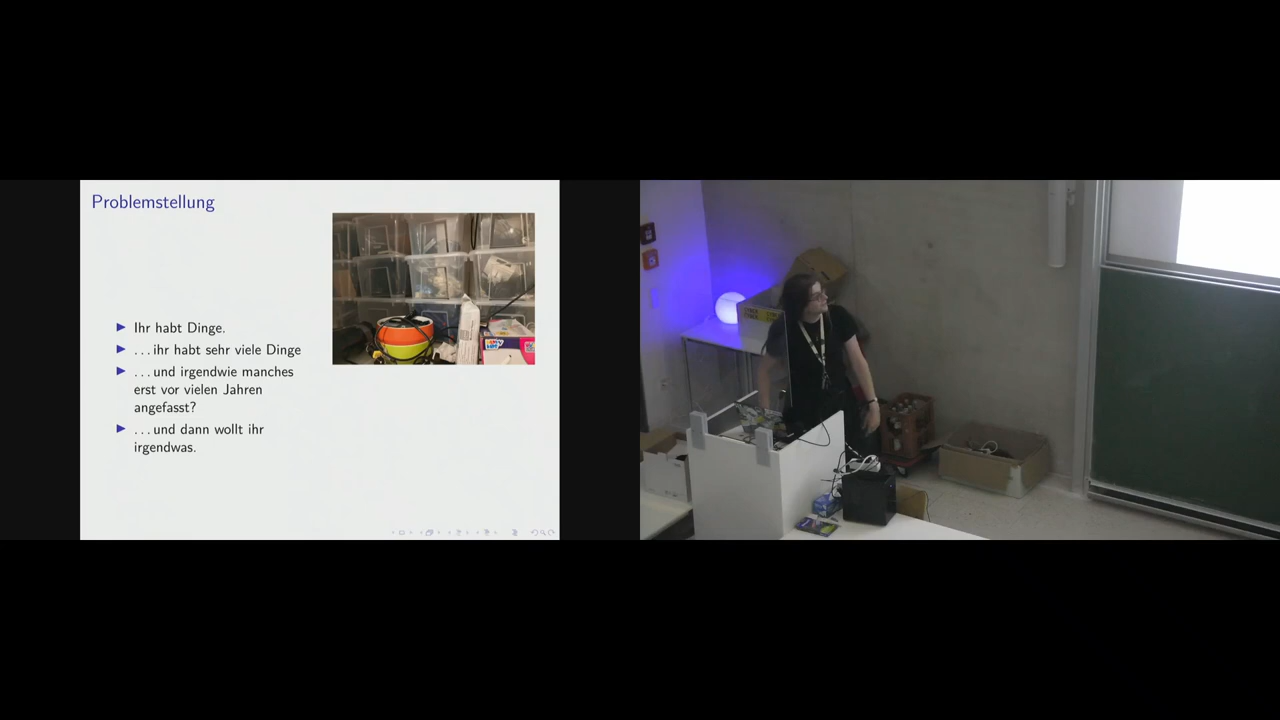 Problemstellung
▶ Ihr habt Dinge.
▶ ...ihr habt sehr viele Dinge
▶ ...und irgendwie manches
erst vor vielen Jahren
angefasst?
▶ ...und dann wollt ihr
irgendwas.